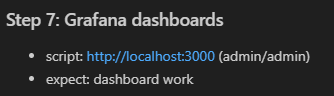 Step 7: Grafana dashboards
• script: http://localhost:3000 (admin/admin)
• expect: dashboard work